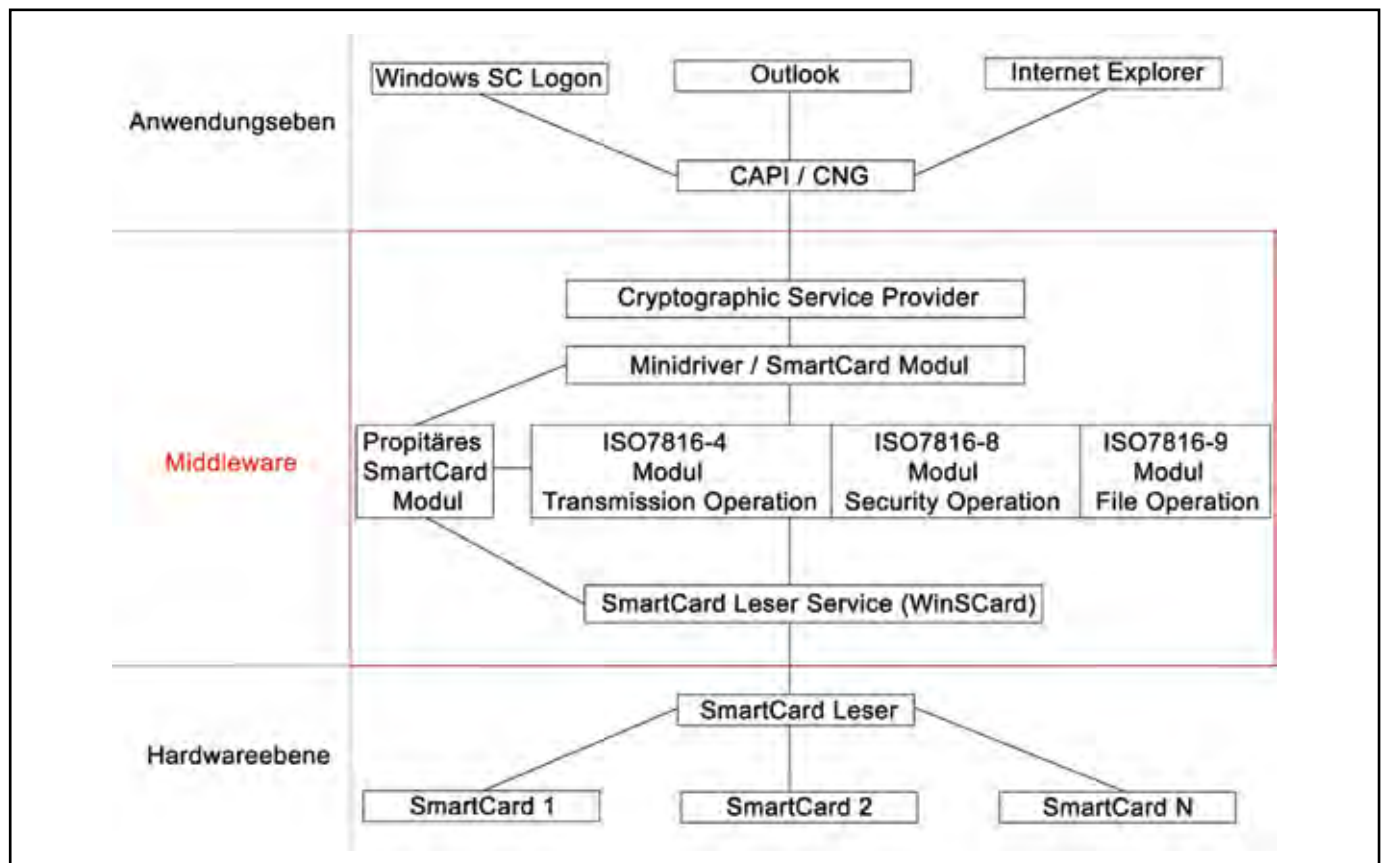 Windows SC Logon
Outlook
Internet Explorer
Anwendungseben
CAPI / CNG
Cryptographic Service Provider
Minidriver / SmartCard Modul
Middleware
Propitäres
SmartCard
Modul
ISO7816-4
Modul
Transmission Operation
ISO7816-8
Modul
Security Operation
ISO7816-9
Modul
File Operation
SmartCard Leser Service (WinSCard)
Hardwareebene
SmartCard Leser
SmartCard 1
SmartCard 2
SmartCard N